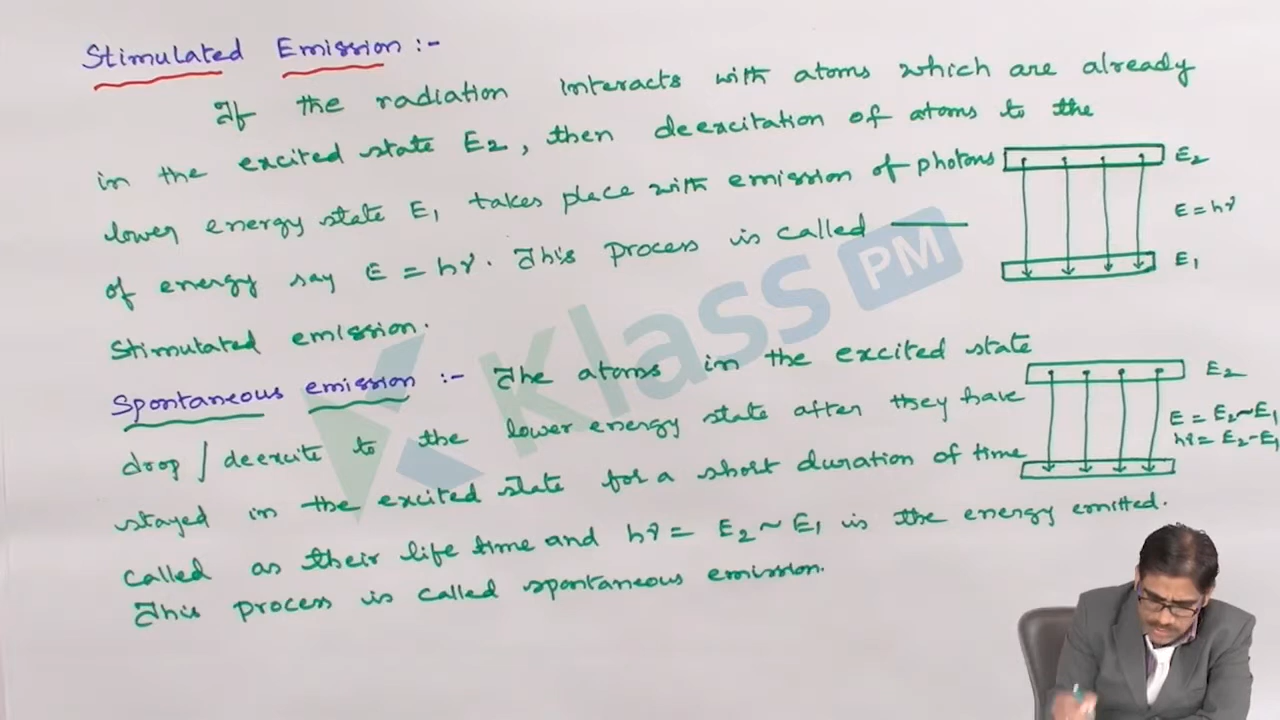 Stimulated Emission :-
If the radiation interacts with atoms which are already
in the excited state E2, then deexcitation of atoms to the
lower energy state E1 takes place with emission of photons
of energy say E = hν. This process is called
Stimulated emission.
E2
E = hν
E1
Spontaneous emission :- The atoms in the excited state
drop / deexcite to the lower energy state after they have
stayed in the excited state for a short duration of time
called as their life time and hν = E2 ~ E1 is the energy emitted.
This process is called spontaneous emission.
E2
E = E2 ~ E1
hν = E2 - E1
Klass PM